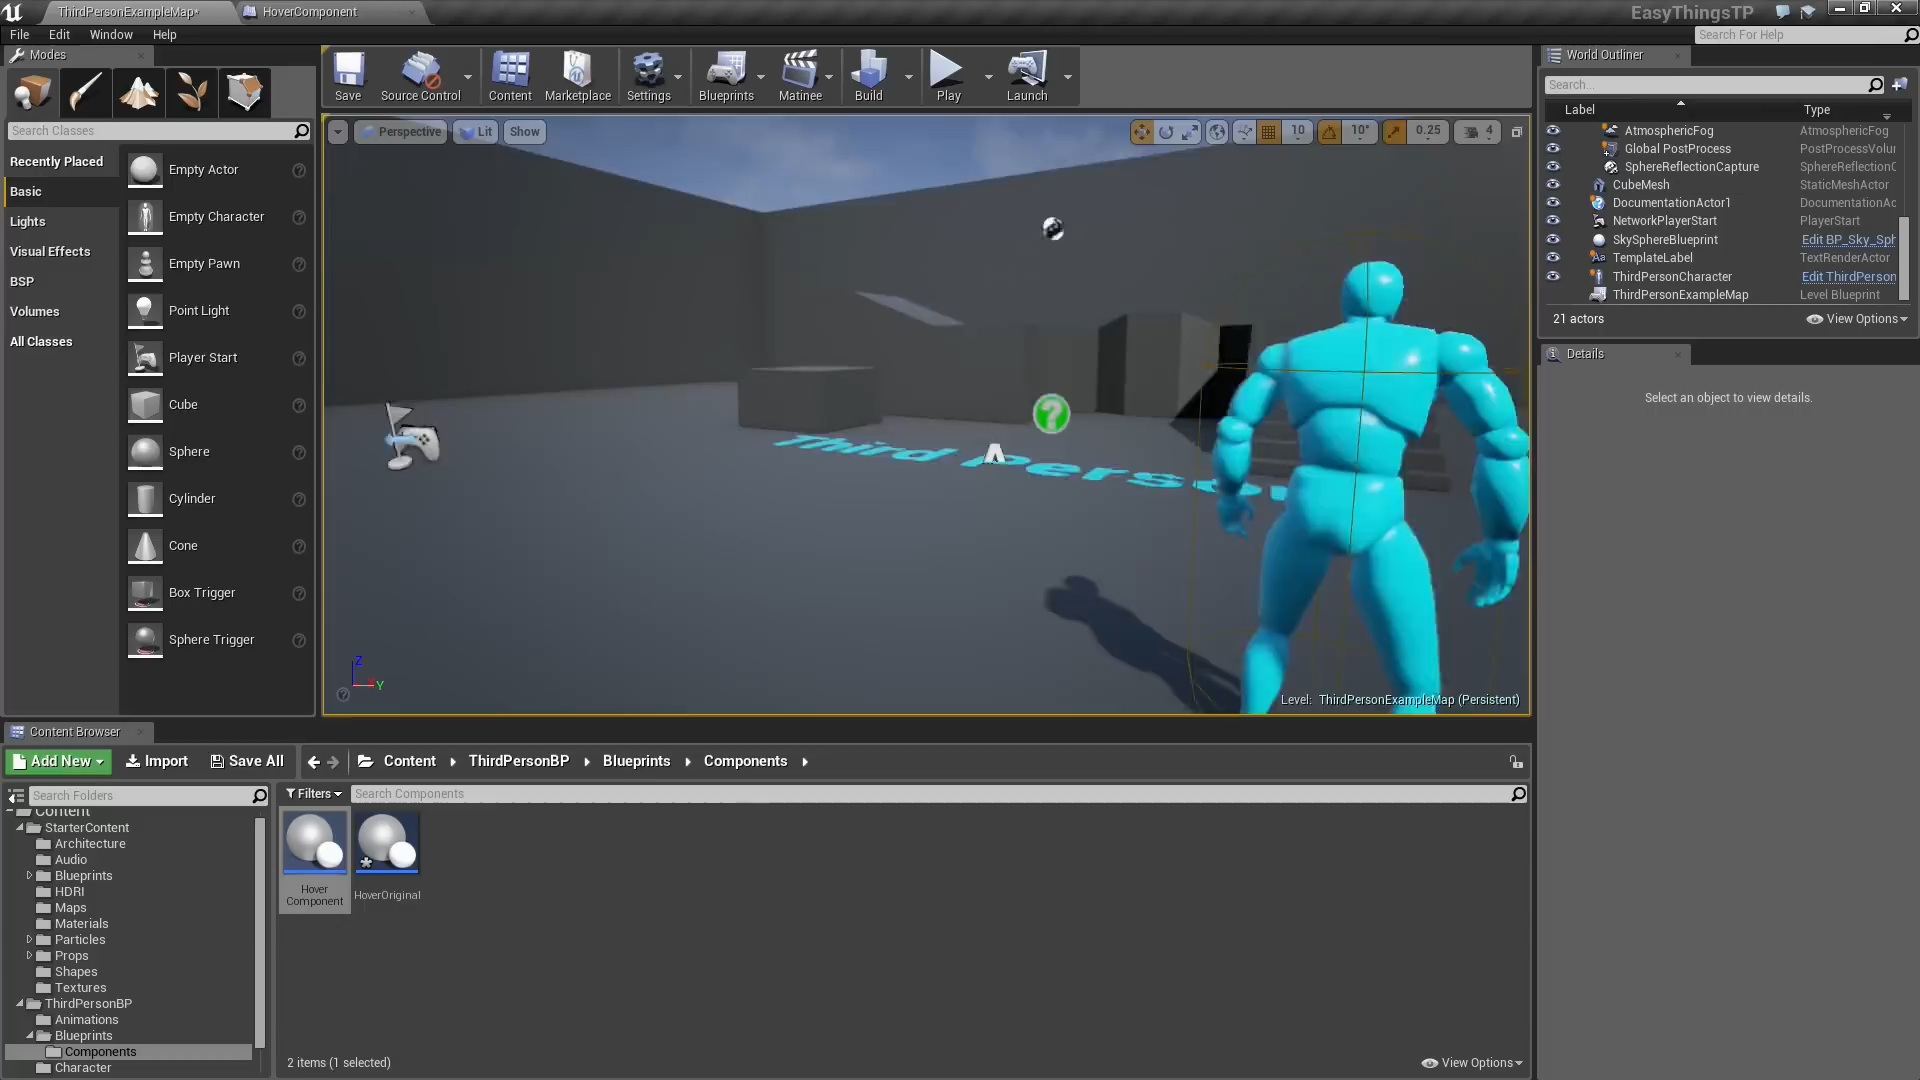 ThirdPersonExampleMap*
HoverComponent
EasyThingsTP
File Edit Window Help
Search For Help
Modes
Search Classes
Recently Placed
Basic
Lights
Visual Effects
BSP
Volumes
All Classes
Empty Actor
Empty Character
Empty Pawn
Point Light
Player Start
Cube
Sphere
Cylinder
Cone
Box Trigger
Sphere Trigger
Save
Source Control
Content
Marketplace
Settings
Blueprints
Matinee
Build
Play
Launch
Perspective
Lit
Show
10
10°
0.25
4
Third Person
Z
Y
Level: ThirdPersonExampleMap (Persistent)
World Outliner
Search...
Label Type
AtmosphericFog AtmosphericFog
Global PostProcess PostProcessVolur
SphereReflectionCapture SphereReflectionC
CubeMesh StaticMeshActor
DocumentationActor1 DocumentationAc
NetworkPlayerStart PlayerStart
SkySphereBlueprint Edit BP_Sky_Sph
TemplateLabel TextRenderActor
ThirdPersonCharacter Edit ThirdPerson
ThirdPersonExampleMap Level Blueprint
21 actors
View Options
Details
Select an object to view details.
Content Browser
Add New
Import
Save All
Content
ThirdPersonBP
Blueprints
Components
Search Folders
Content
StarterContent
Architecture
Audio
Blueprints
HDRI
Maps
Materials
Particles
Props
Shapes
Textures
ThirdPersonBP
Animations
Blueprints
Components
Character
Filters
Search Components
Hover
Component
HoverOriginal
2 items (1 selected)
View Options